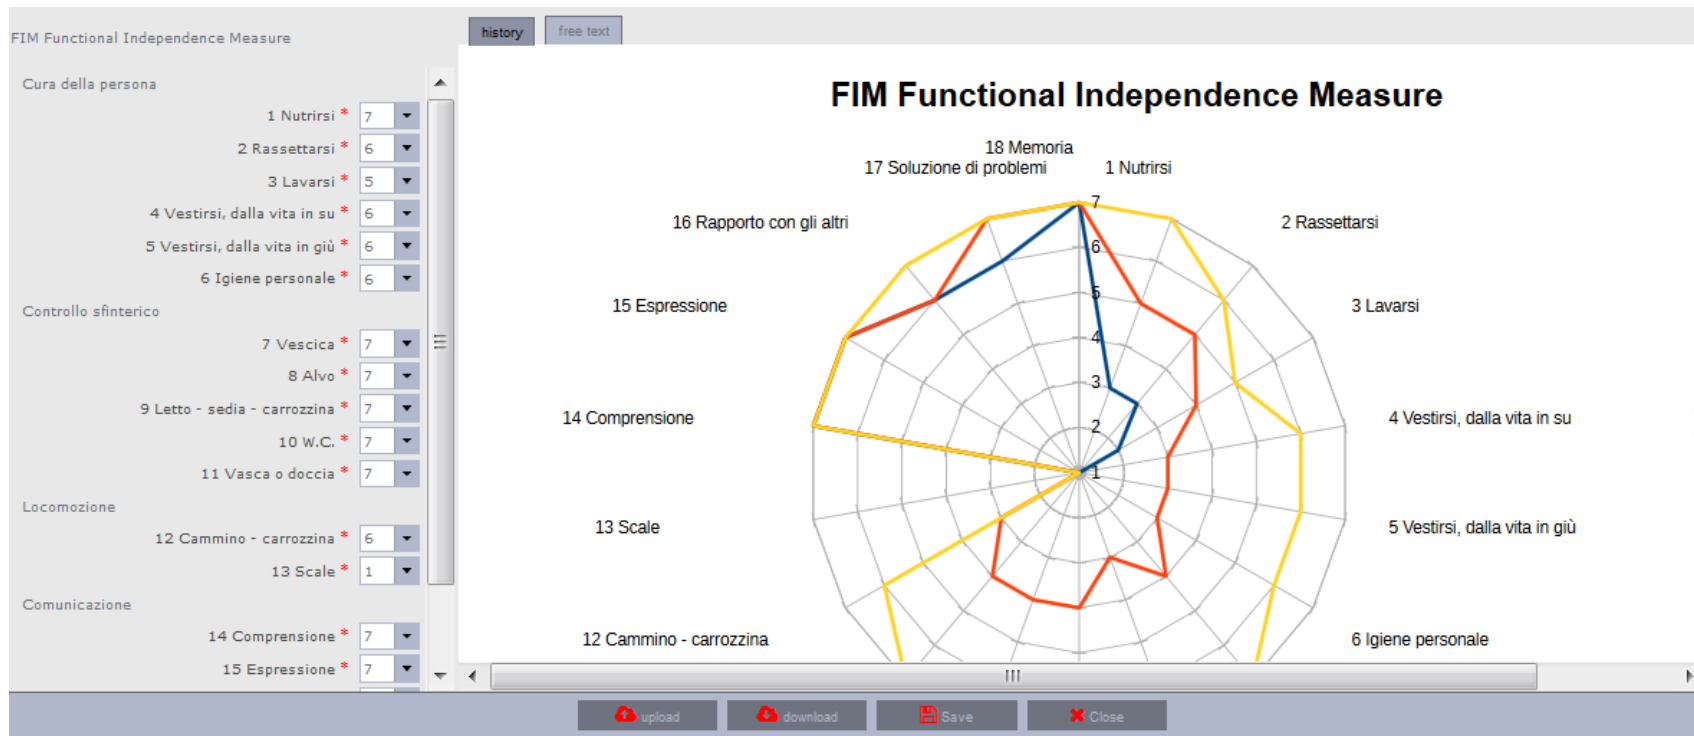 FIM Functional Independence Measure
Cura della persona
1 Nutrirsi * 7
2 Rassettarsi * 6
3 Lavarsi * 5
4 Vestirsi, dalla vita in su * 6
5 Vestirsi, dalla vita in giù * 6
6 Igiene personale * 6
Controllo sfinterico
7 Vescica * 7
8 Alvo * 7
9 Letto - sedia - carrozzina * 7
10 W.C. * 7
11 Vasca o doccia * 7
Locomozione
12 Cammino - carrozzina * 6
13 Scale * 1
Comunicazione
14 Comprensione * 7
15 Espressione * 7
history
free text
FIM Functional Independence Measure
18 Memoria
17 Soluzione di problemi
1 Nutrirsi
16 Rapporto con gli altri
2 Rassettarsi
15 Espressione
3 Lavarsi
14 Comprensione
4 Vestirsi, dalla vita in su
13 Scale
5 Vestirsi, dalla vita in giù
12 Cammino - carrozzina
6 Igiene personale
7
6
5
4
3
2
1
upload
download
Save
Close